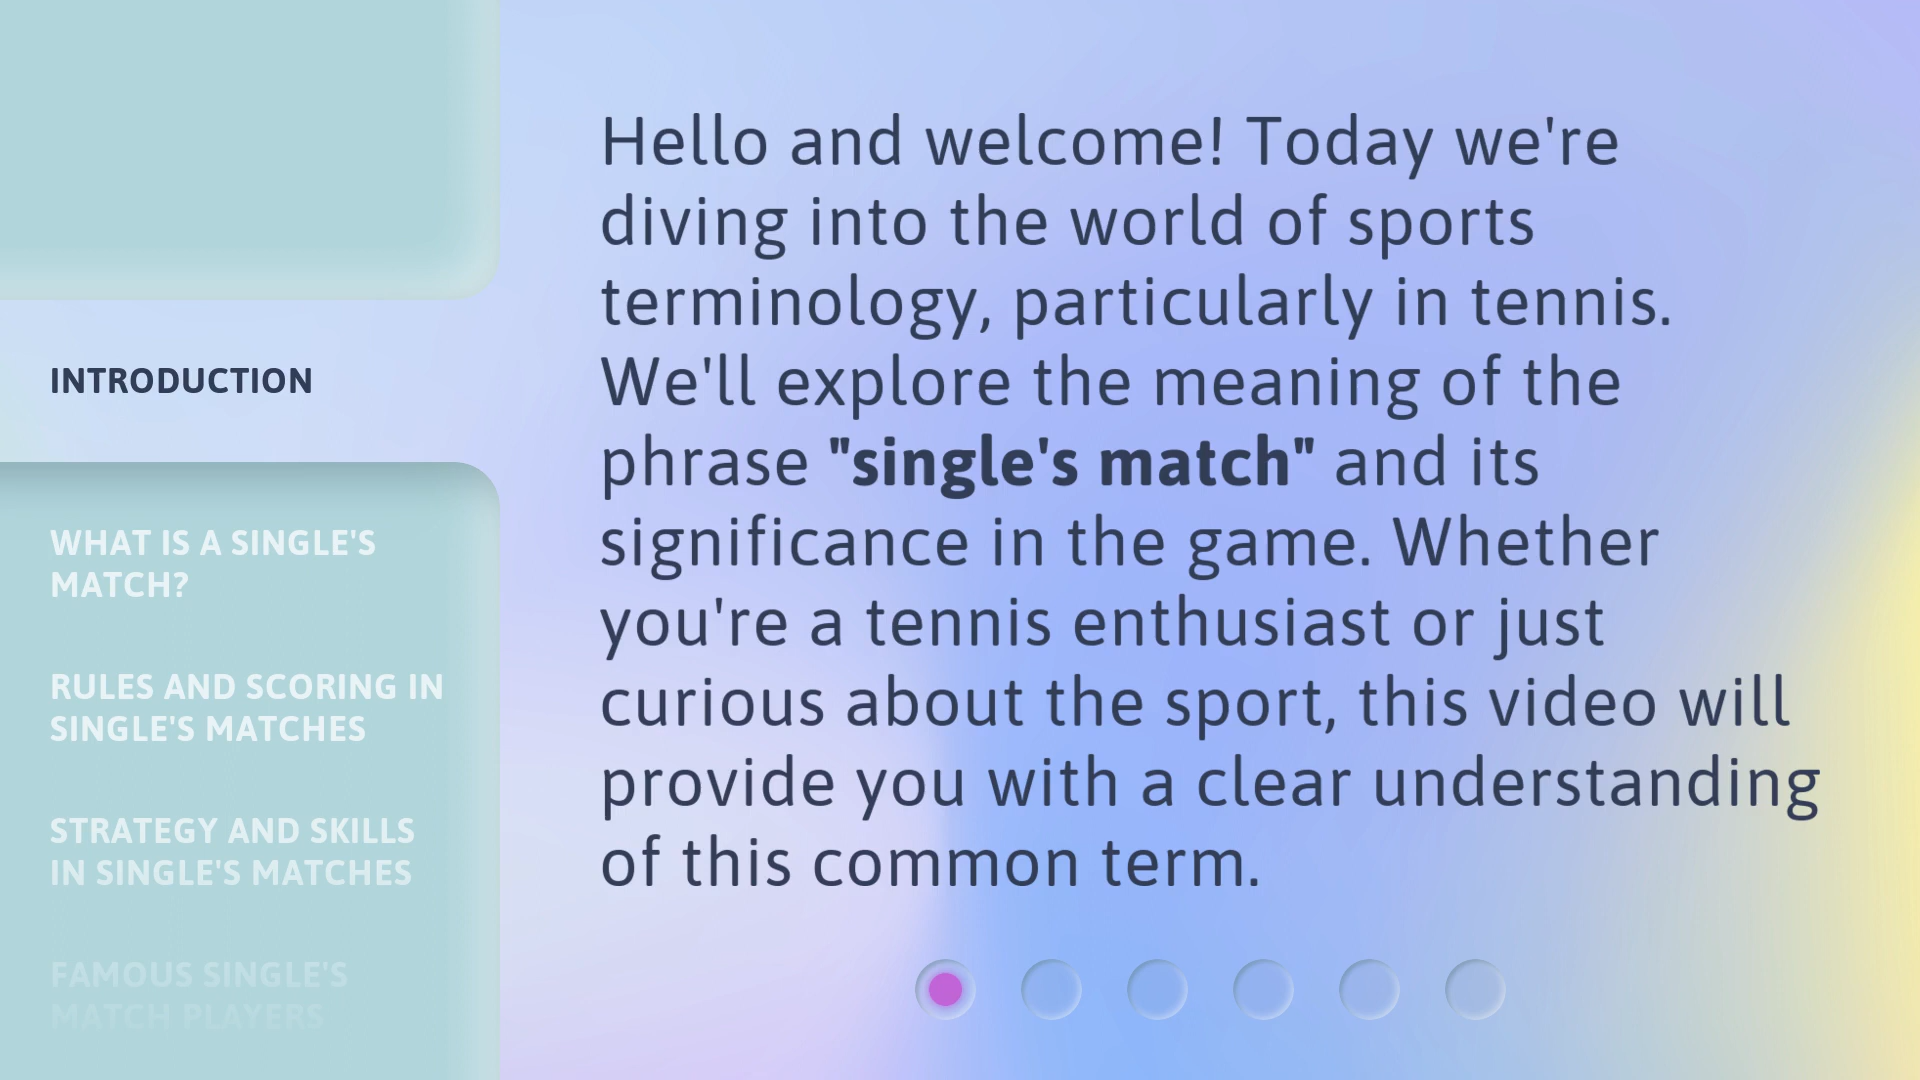 INTRODUCTION
WHAT IS A SINGLE'S
MATCH?
RULES AND SCORING IN
SINGLE'S MATCHES
STRATEGY AND SKILLS
IN SINGLE'S MATCHES
FAMOUS SINGLE'S
MATCH PLAYERS
Hello and welcome! Today we're
diving into the world of sports
terminology, particularly in tennis.
We'll explore the meaning of the
phrase "single's match" and its
significance in the game. Whether
you're a tennis enthusiast or just
curious about the sport, this video will
provide you with a clear understanding
of this common term.